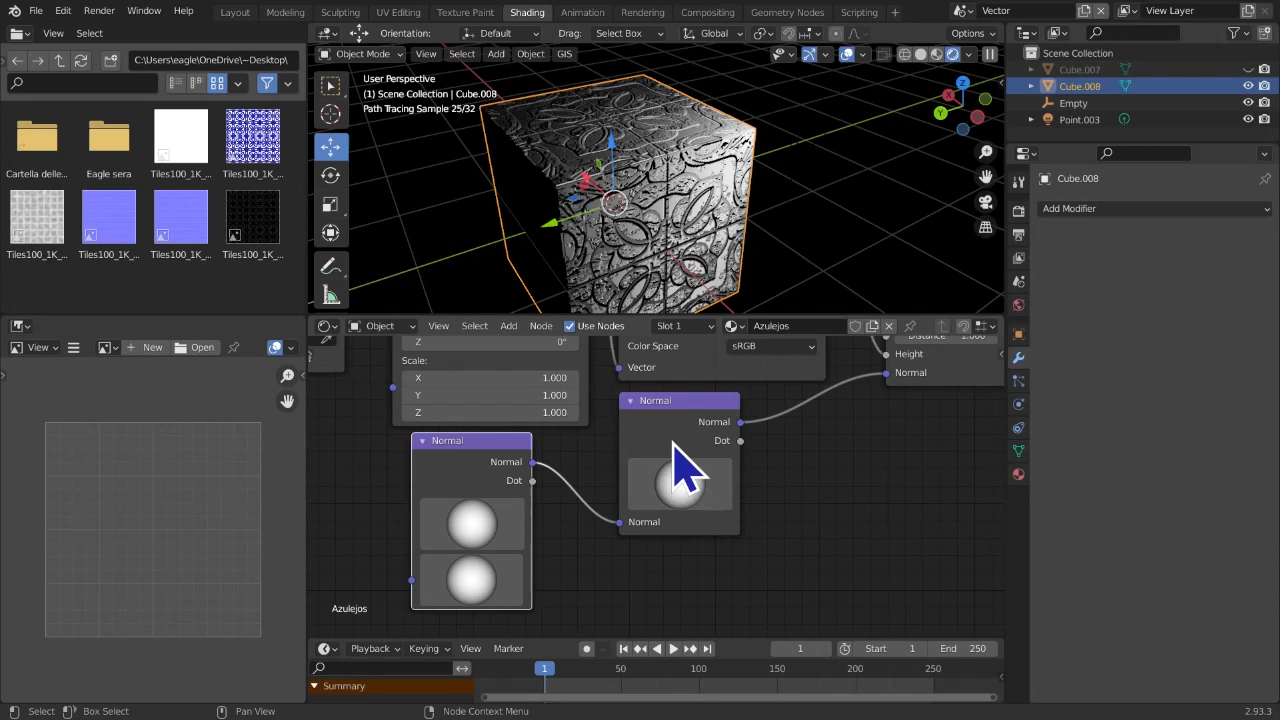 File Edit Render Window Help Layout Modeling Sculpting UV Editing Texture Paint Shading Animation Rendering Compositing Geometry Nodes Scripting + Vector View Layer
View Select
C:\Users\eagle\OneDrive\~Desktop\
Cartella delle... Eagle sera Tiles100_1K_... Tiles100_1K_...
Tiles100_1K_... Tiles100_1K_... Tiles100_1K_... Tiles100_1K_...
Orientation: Default Drag: Select Box Global Options
Object Mode View Select Add Object GIS
User Perspective
(1) Scene Collection | Cube.008
Path Tracing Sample 25/32
Z
Y
Scene Collection
Cube.007
Cube.008
Empty
Point.003
Cube.008
Add Modifier
View New Open
Object View Select Add Node Use Nodes Slot 1 Azulejos
Z 0°
Scale:
X 1.000
Y 1.000
Z 1.000
Color Space sRGB
Vector
Distance 1.000
Height
Normal
Normal
Normal
Dot
Normal
Normal
Normal
Dot
Azulejos
Playback Keying View Marker 1 Start 1 End 250
1 50 100 150 200 250
Summary
Select Box Select Pan View Node Context Menu 2.93.3